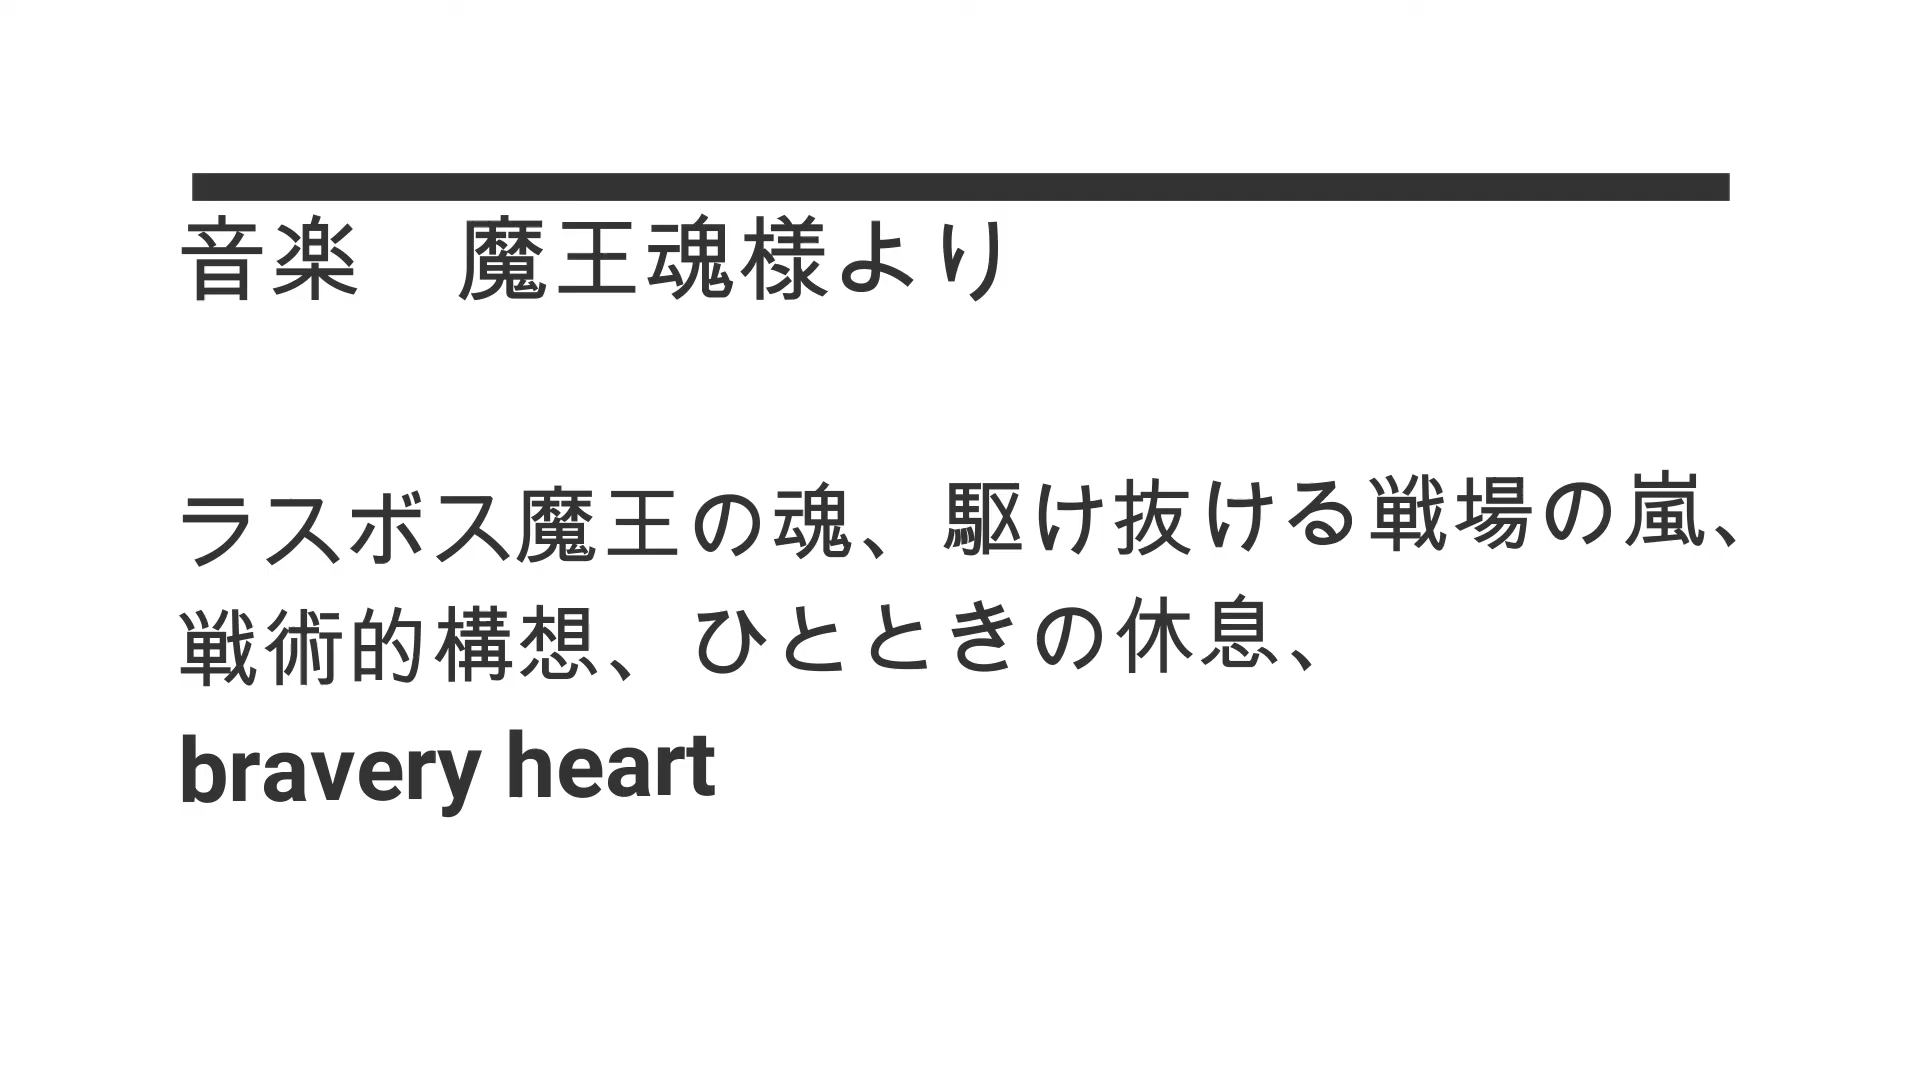 音楽　魔王魂様より
ラスボス魔王の魂、駆け抜ける戦場の嵐、
戦術的構想、ひとときの休息、
bravery heart